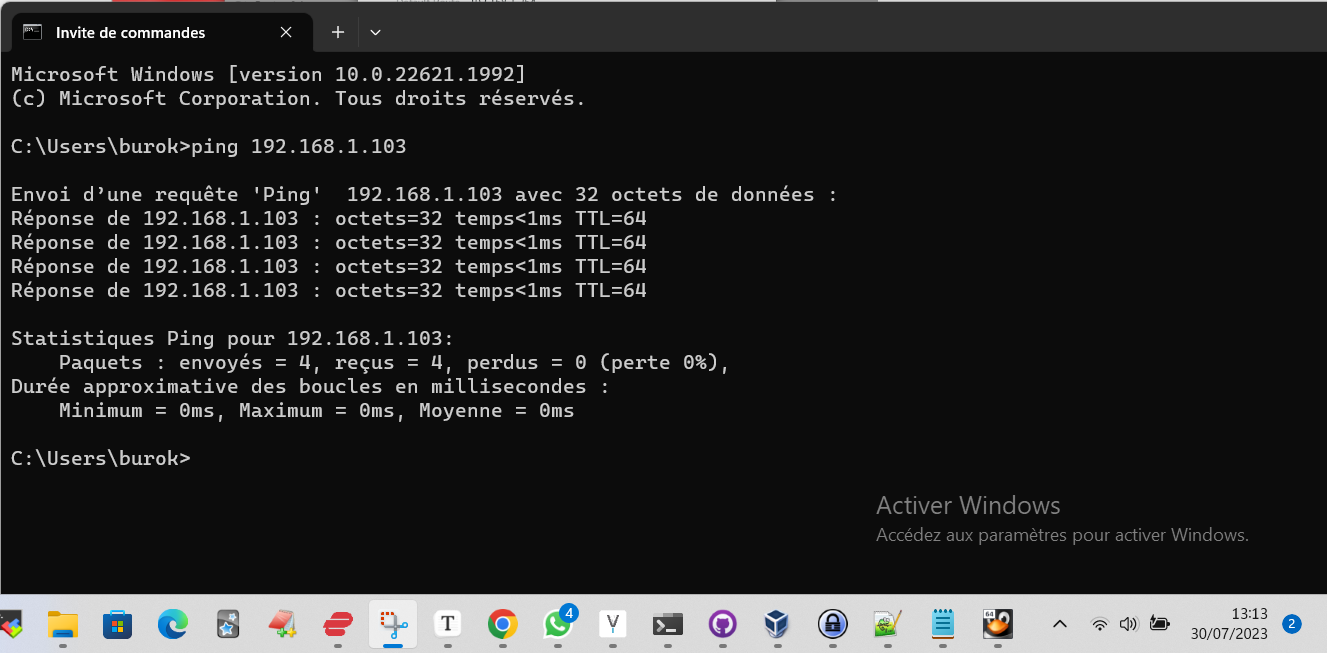 Invite de commandes
Microsoft Windows [version 10.0.22621.1992]
(c) Microsoft Corporation. Tous droits réservés.
C:\Users\burok>ping 192.168.1.103
Envoi d’une requête 'Ping'  192.168.1.103 avec 32 octets de données :
Réponse de 192.168.1.103 : octets=32 temps<1ms TTL=64
Réponse de 192.168.1.103 : octets=32 temps<1ms TTL=64
Réponse de 192.168.1.103 : octets=32 temps<1ms TTL=64
Réponse de 192.168.1.103 : octets=32 temps<1ms TTL=64
Statistiques Ping pour 192.168.1.103:
    Paquets : envoyés = 4, reçus = 4, perdus = 0 (perte 0%),
Durée approximative des boucles en millisecondes :
    Minimum = 0ms, Maximum = 0ms, Moyenne = 0ms
C:\Users\burok>
Activer Windows
Accédez aux paramètres pour activer Windows.
T
4
V
64
13:13
30/07/2023
2